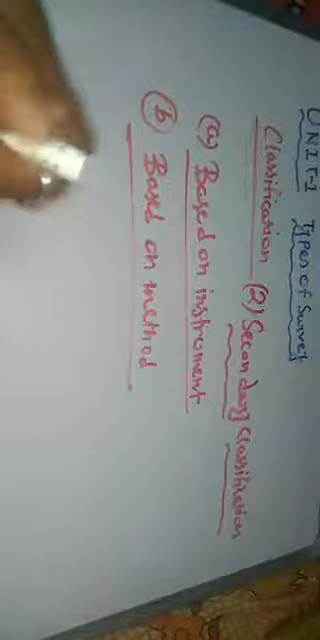 UNIT-1 Types of Survey
Classification (2) Secondary Classification
(a) Based on instrument
(b) Based on method